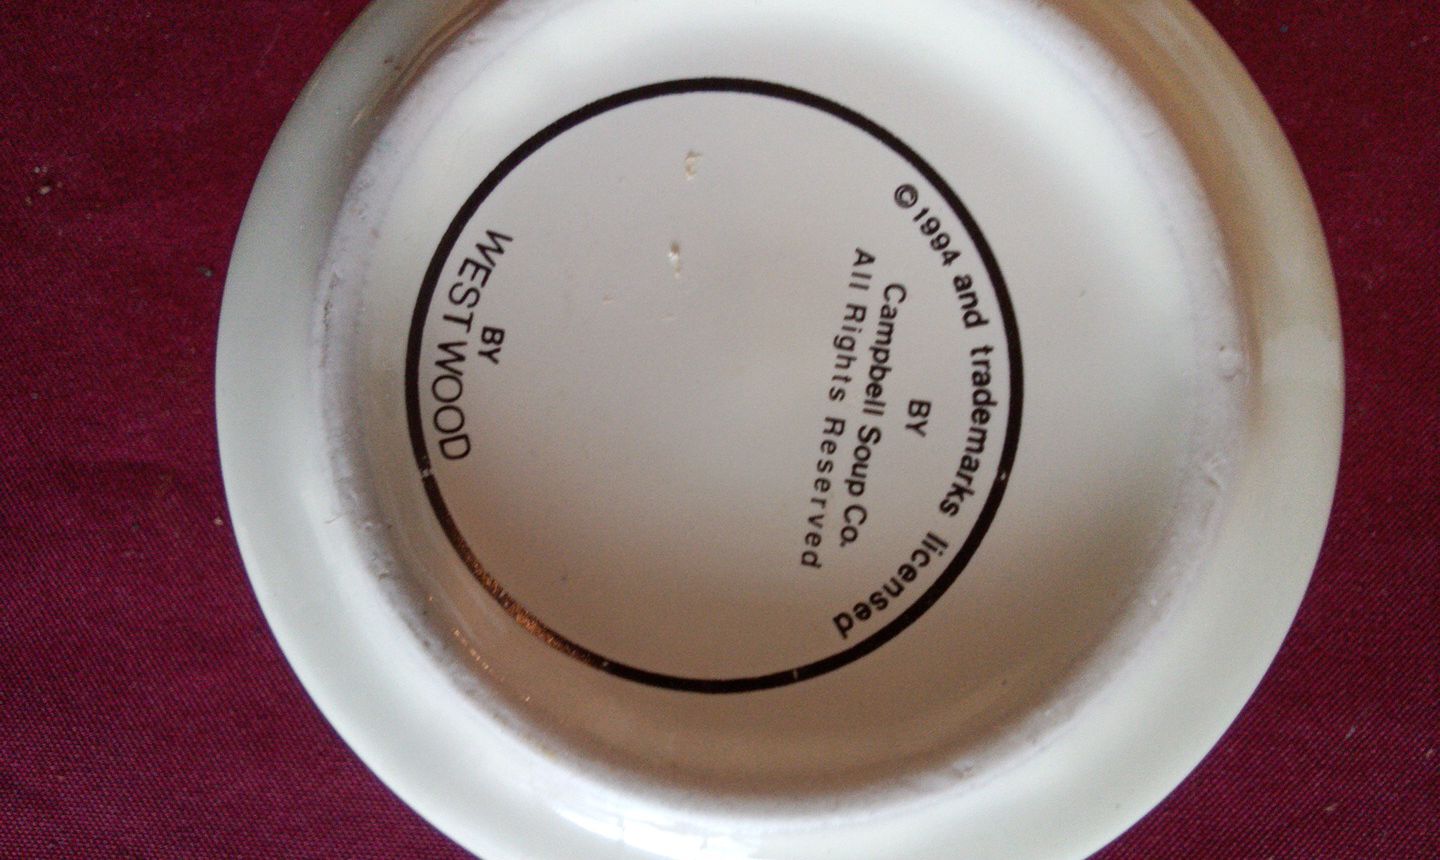 © 1994 and trademarks licensed
BY
Campbell Soup Co.
All Rights Reserved
BY
WESTWOOD